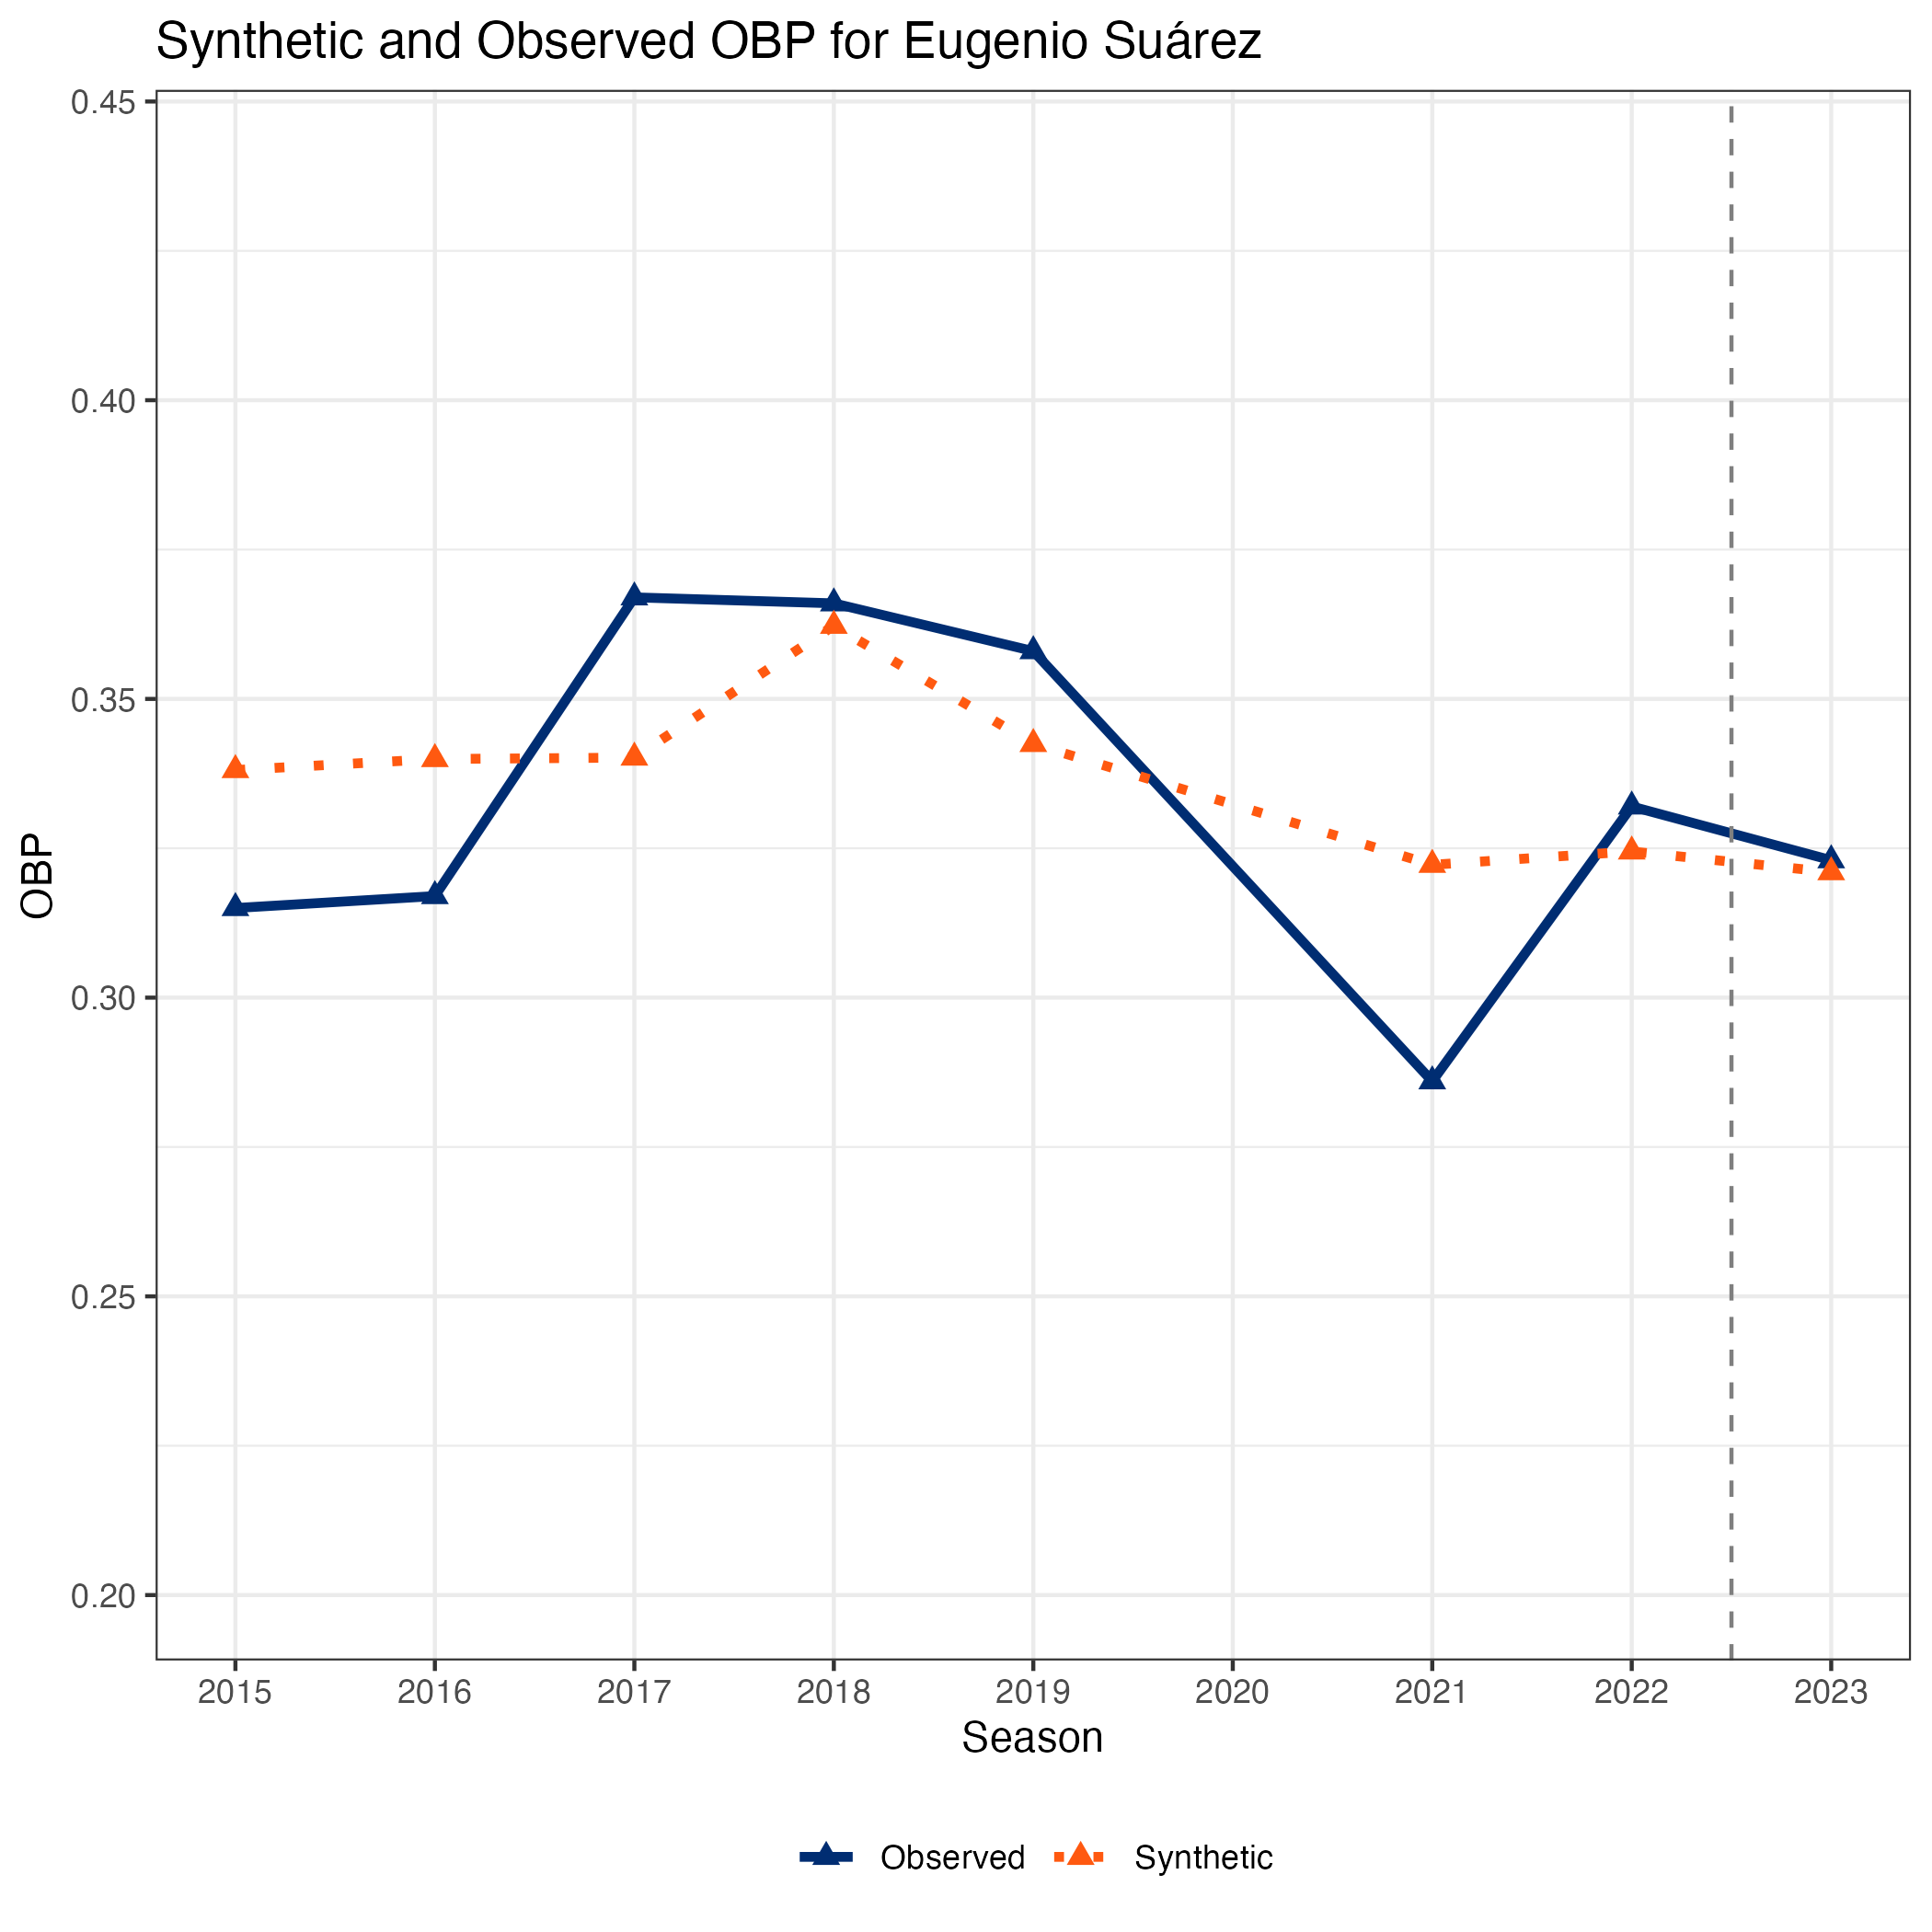 Synthetic and Observed OBP for Eugenio Suárez
0.45
0.40
0.35
0.30
0.25
0.20
OBP
2015 2016 2017 2018 2019 2020 2021 2022 2023
Season
Observed Synthetic